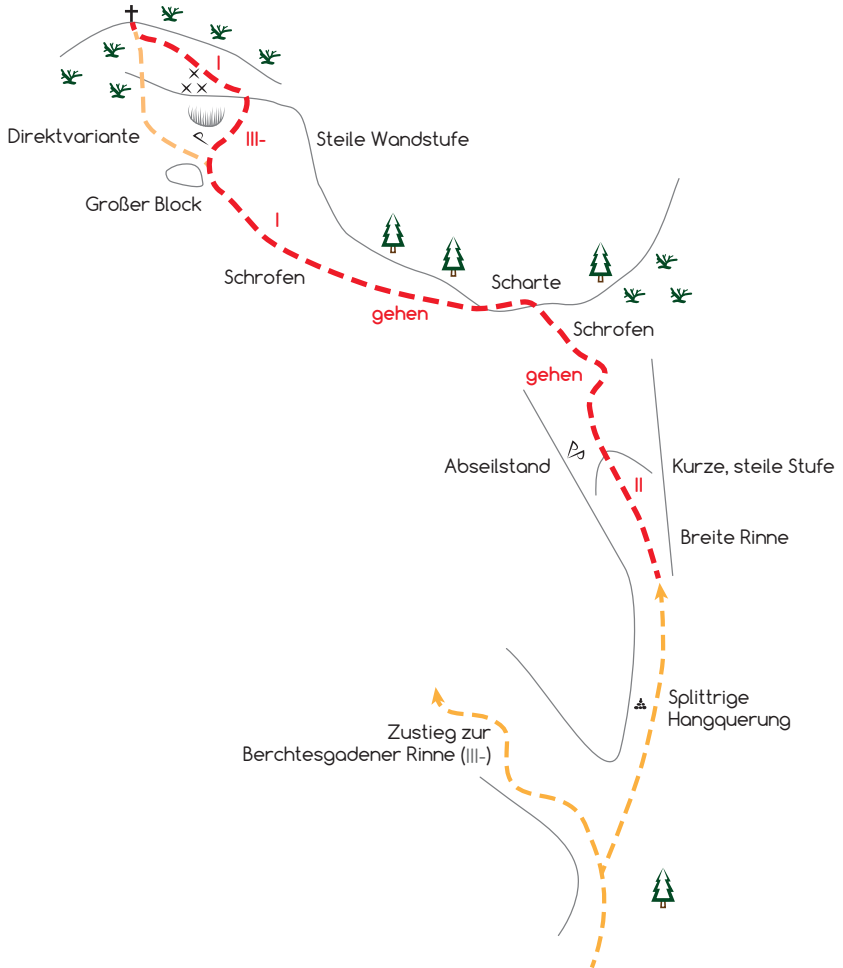 I
Direktvariante
III-
Steile Wandstufe
Großer Block
I
Schrofen
Scharte
gehen
Schrofen
gehen
Abseilstand
Kurze, steile Stufe
II
Breite Rinne
Splittrige
Hangquerung
Zustieg zur
Berchtesgadener Rinne (III-)